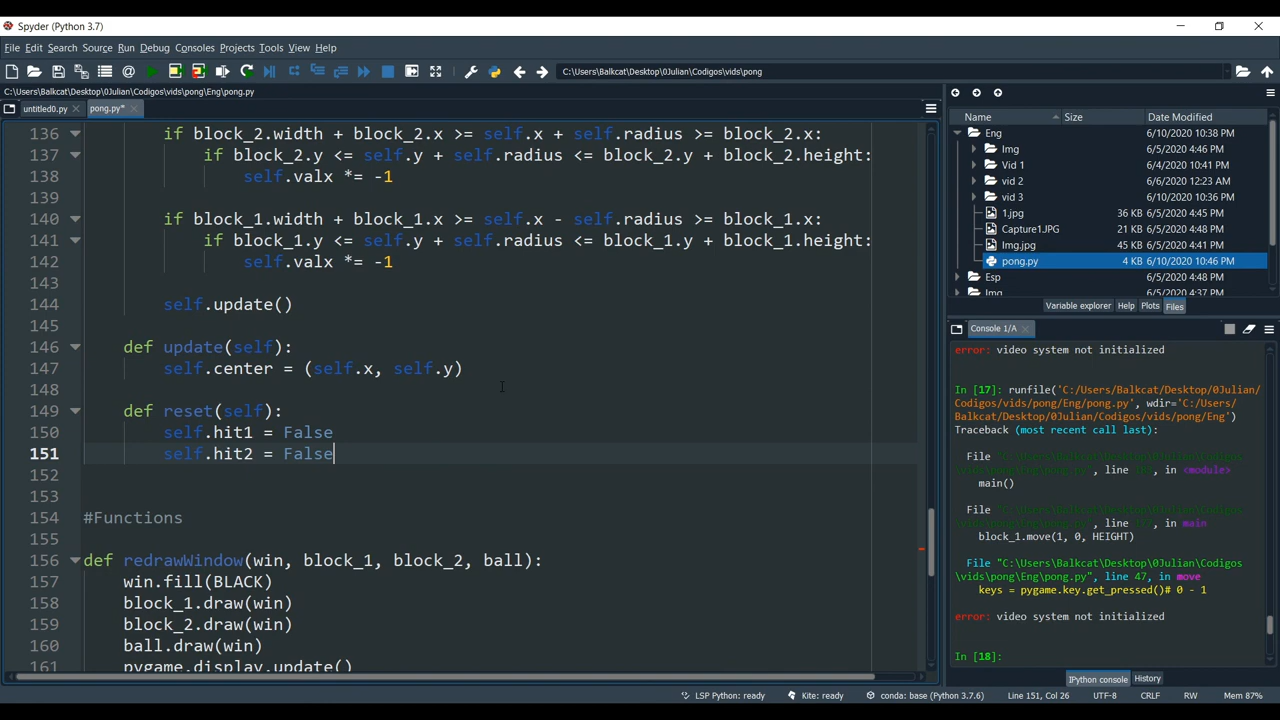 Spyder (Python 3.7)
File Edit Search Source Run Debug Consoles Projects Tools View Help
C:\Users\Balkcat\Desktop\0Julian\Codigos\vids\pong
C:\Users\Balkcat\Desktop\0Julian\Codigos\vids\pong\Eng\pong.py
untitled0.py pong.py*
136 if block_2.width + block_2.x >= self.x + self.radius >= block_2.x:
137 if block_2.y <= self.y + self.radius <= block_2.y + block_2.height:
138 self.valx *= -1
139
140 if block_1.width + block_1.x >= self.x - self.radius >= block_1.x:
141 if block_1.y <= self.y + self.radius <= block_1.y + block_1.height:
142 self.valx *= -1
143
144 self.update()
145
146 def update(self):
147 self.center = (self.x, self.y)
148
149 def reset(self):
150 self.hit1 = False
151 self.hit2 = False
152
153
154 #Functions
155
156 def redrawWindow(win, block_1, block_2, ball):
157 win.fill(BLACK)
158 block_1.draw(win)
159 block_2.draw(win)
160 ball.draw(win)
161 pygame.display.update()
Name Size Date Modified
Eng 6/10/2020 10:38 PM
Img 6/5/2020 4:46 PM
Vid 1 6/4/2020 10:41 PM
vid 2 6/6/2020 12:23 AM
vid 3 6/10/2020 10:36 PM
1.jpg 36 KB 6/5/2020 4:45 PM
Capture1.JPG 21 KB 6/5/2020 4:48 PM
Img.jpg 45 KB 6/5/2020 4:41 PM
pong.py 4 KB 6/10/2020 10:46 PM
Esp 6/5/2020 4:48 PM
Img 6/5/2020 4:37 PM
Variable explorer Help Plots Files
Console 1/A
error: video system not initialized
In [17]: runfile('C:/Users/Balkcat/Desktop/0Julian/
Codigos/vids/pong/Eng/pong.py', wdir='C:/Users/
Balkcat/Desktop/0Julian/Codigos/vids/pong/Eng')
Traceback (most recent call last):
File "C:\Users\Balkcat\Desktop\0Julian\Codigos
\vids\pong\Eng\pong.py", line in <module>
main()
File "C:\Users\Balkcat\Desktop\0Julian\Codigos
\vids\pong\Eng\pong.py", line in main
block_1.move(1, 0, HEIGHT)
File "C:\Users\Balkcat\Desktop\0Julian\Codigos
\vids\pong\Eng\pong.py", line 47, in move
keys = pygame.key.get_pressed()# 0 - 1
error: video system not initialized
In [18]:
IPython console History
LSP Python: ready Kite: ready conda: base (Python 3.7.6) Line 151, Col 26 UTF-8 CRLF RW Mem 87%